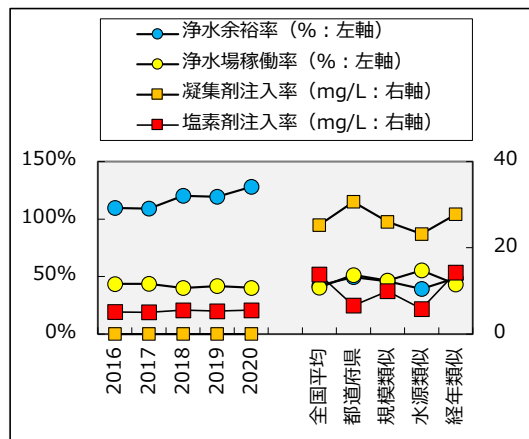 浄水余裕率（%：左軸）
浄水場稼働率（%：左軸）
凝集剤注入率（mg/L：右軸）
塩素剤注入率（mg/L：右軸）
150%
100%
50%
0%
40
20
0
2016
2017
2018
2019
2020
全国平均
都道府県
規模類似
水源類似
経年類似